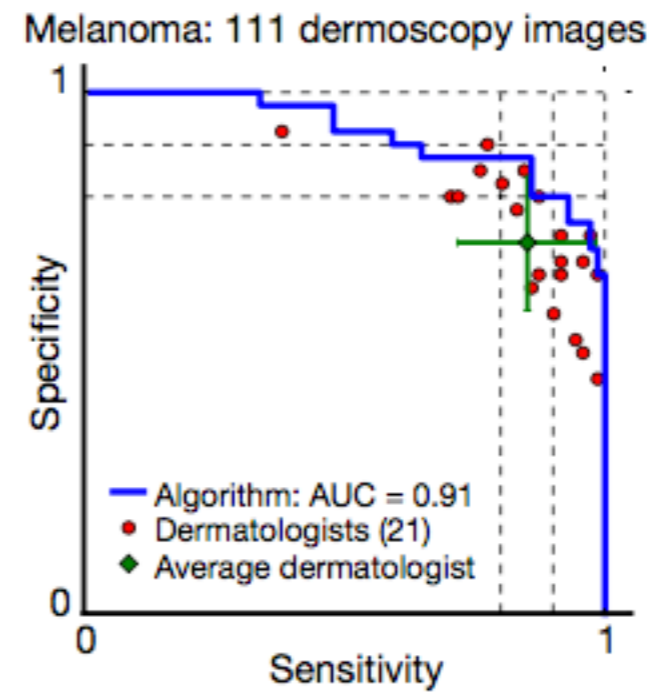 Melanoma: 111 dermoscopy images
1
Specificity
Algorithm: AUC = 0.91
Dermatologists (21)
Average dermatologist
0
0 1
Sensitivity